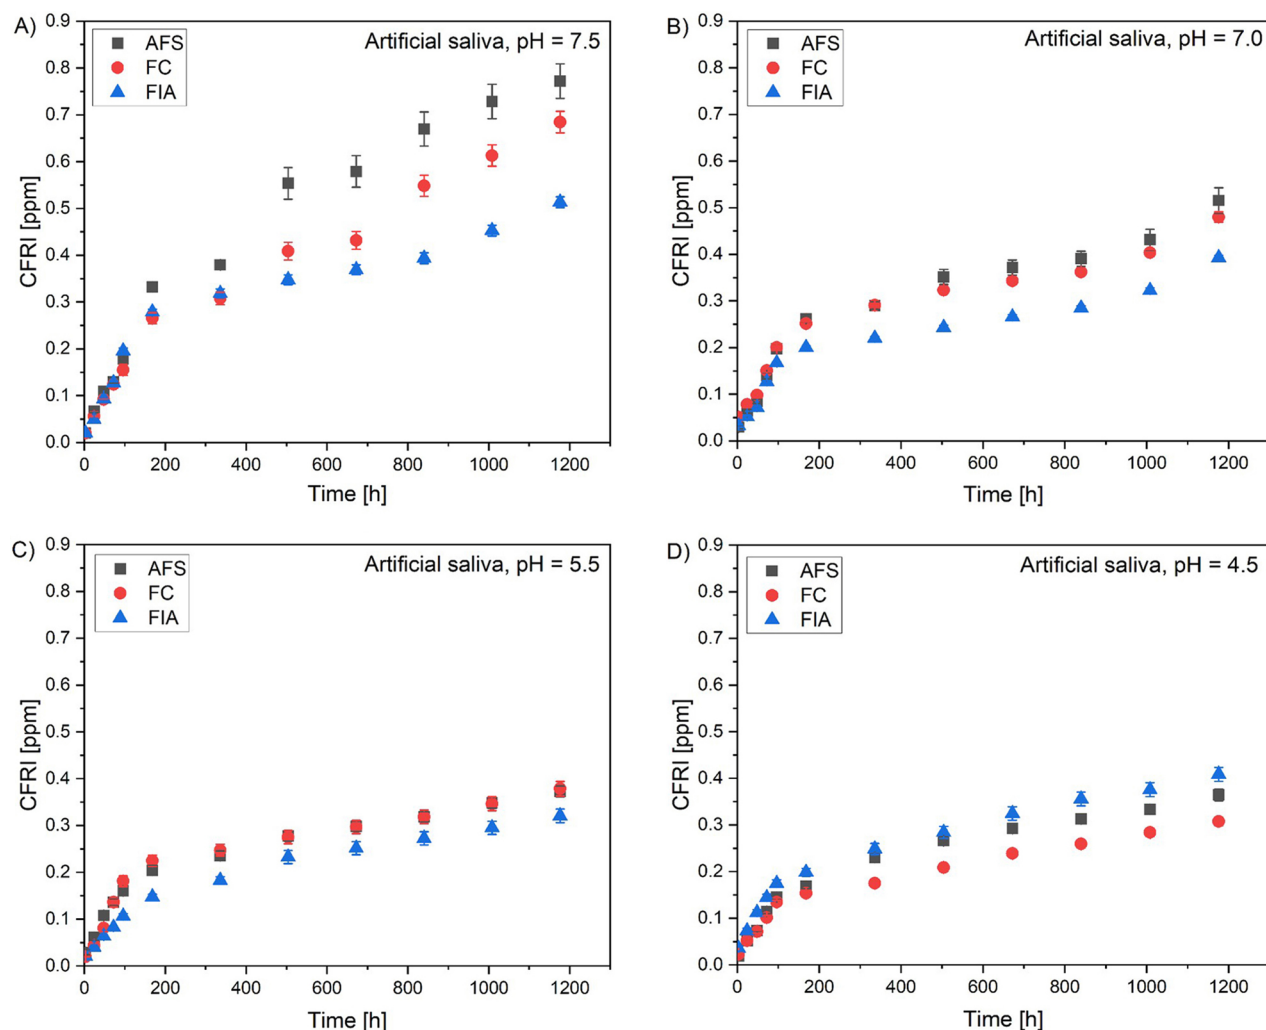 A)
Artificial saliva, pH = 7.5
AFS
FC
FIA
CFRI [ppm]
0.9
0.8
0.7
0.6
0.5
0.4
0.3
0.2
0.1
0.0
0 200 400 600 800 1000 1200
Time [h]
B)
Artificial saliva, pH = 7.0
AFS
FC
FIA
CFRI [ppm]
0.9
0.8
0.7
0.6
0.5
0.4
0.3
0.2
0.1
0.0
0 200 400 600 800 1000 1200
Time [h]
C)
Artificial saliva, pH = 5.5
AFS
FC
FIA
CFRI [ppm]
0.9
0.8
0.7
0.6
0.5
0.4
0.3
0.2
0.1
0.0
0 200 400 600 800 1000 1200
Time [h]
D)
Artificial saliva, pH = 4.5
AFS
FC
FIA
CFRI [ppm]
0.9
0.8
0.7
0.6
0.5
0.4
0.3
0.2
0.1
0.0
0 200 400 600 800 1000 1200
Time [h]